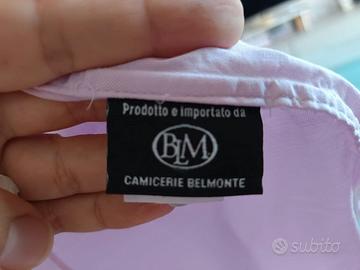 Prodotto e importato da
BLM
CAMICERIE BELMONTE
subito